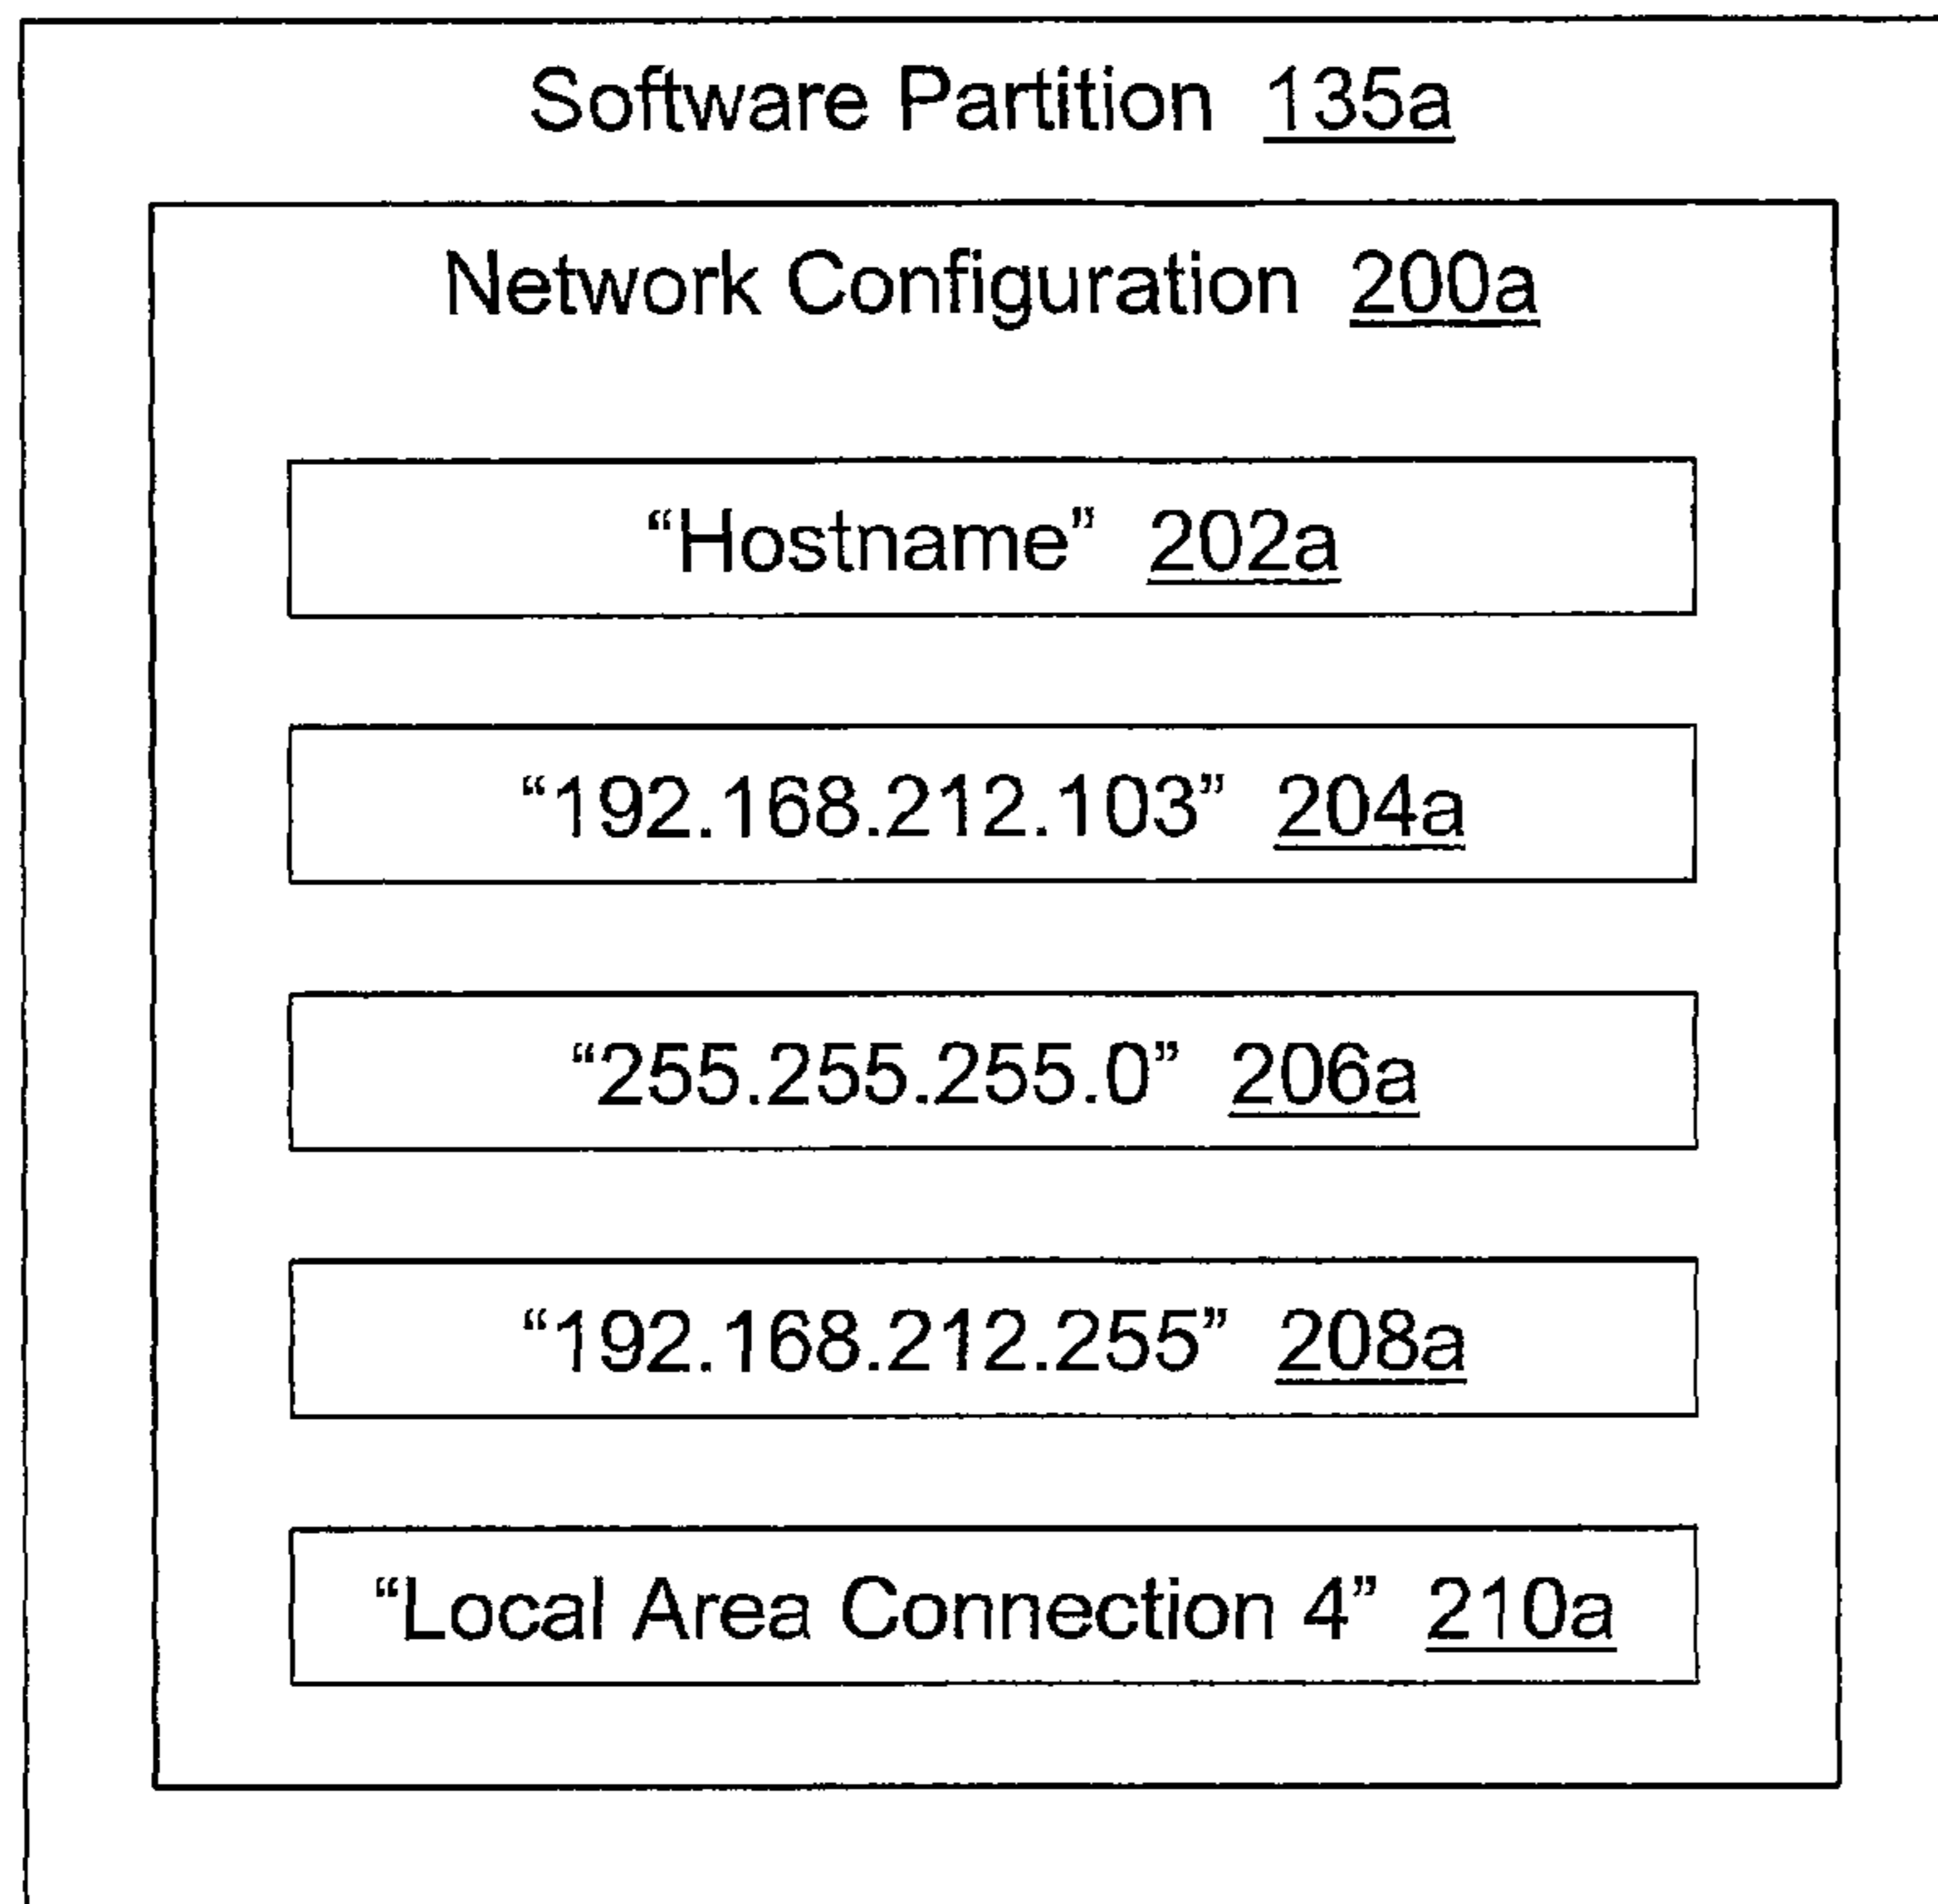 Software Partition 135a
Network Configuration 200a
“Hostname” 202a
“192.168.212.103” 204a
“255.255.255.0” 206a
“192.168.212.255” 208a
“Local Area Connection 4” 210a